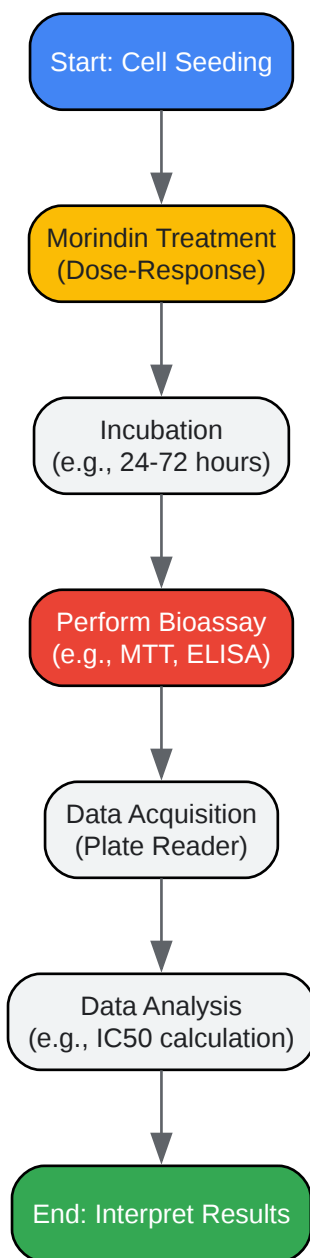 Start: Cell Seeding
Morindin Treatment
(Dose-Response)
Incubation
(e.g., 24-72 hours)
Perform Bioassay
(e.g., MTT, ELISA)
Data Acquisition
(Plate Reader)
Data Analysis
(e.g., IC50 calculation)
End: Interpret Results